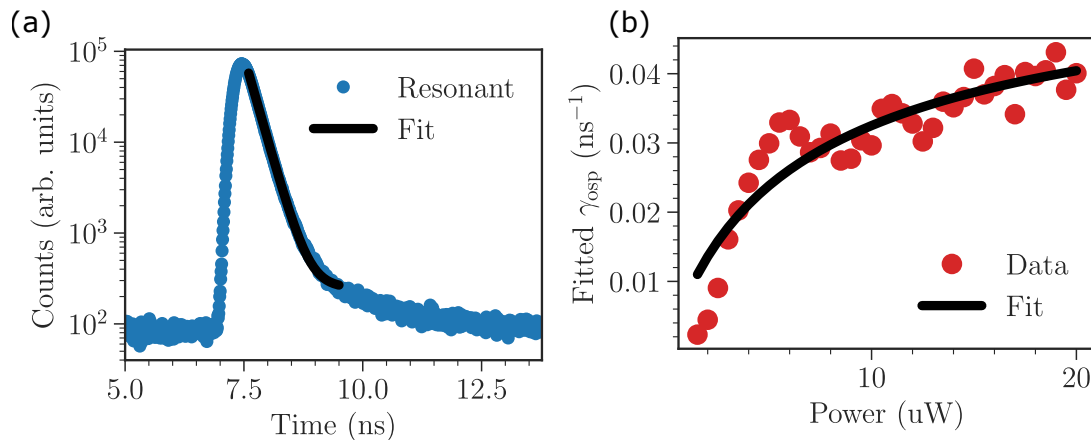 (a)
10^5
10^4
10^3
10^2
Counts (arb. units)
Resonant
Fit
5.0 7.5 10.0 12.5
Time (ns)
(b)
0.04
0.03
0.02
0.01
Fitted γ_osp (ns^−1)
Data
Fit
10 20
Power (uW)